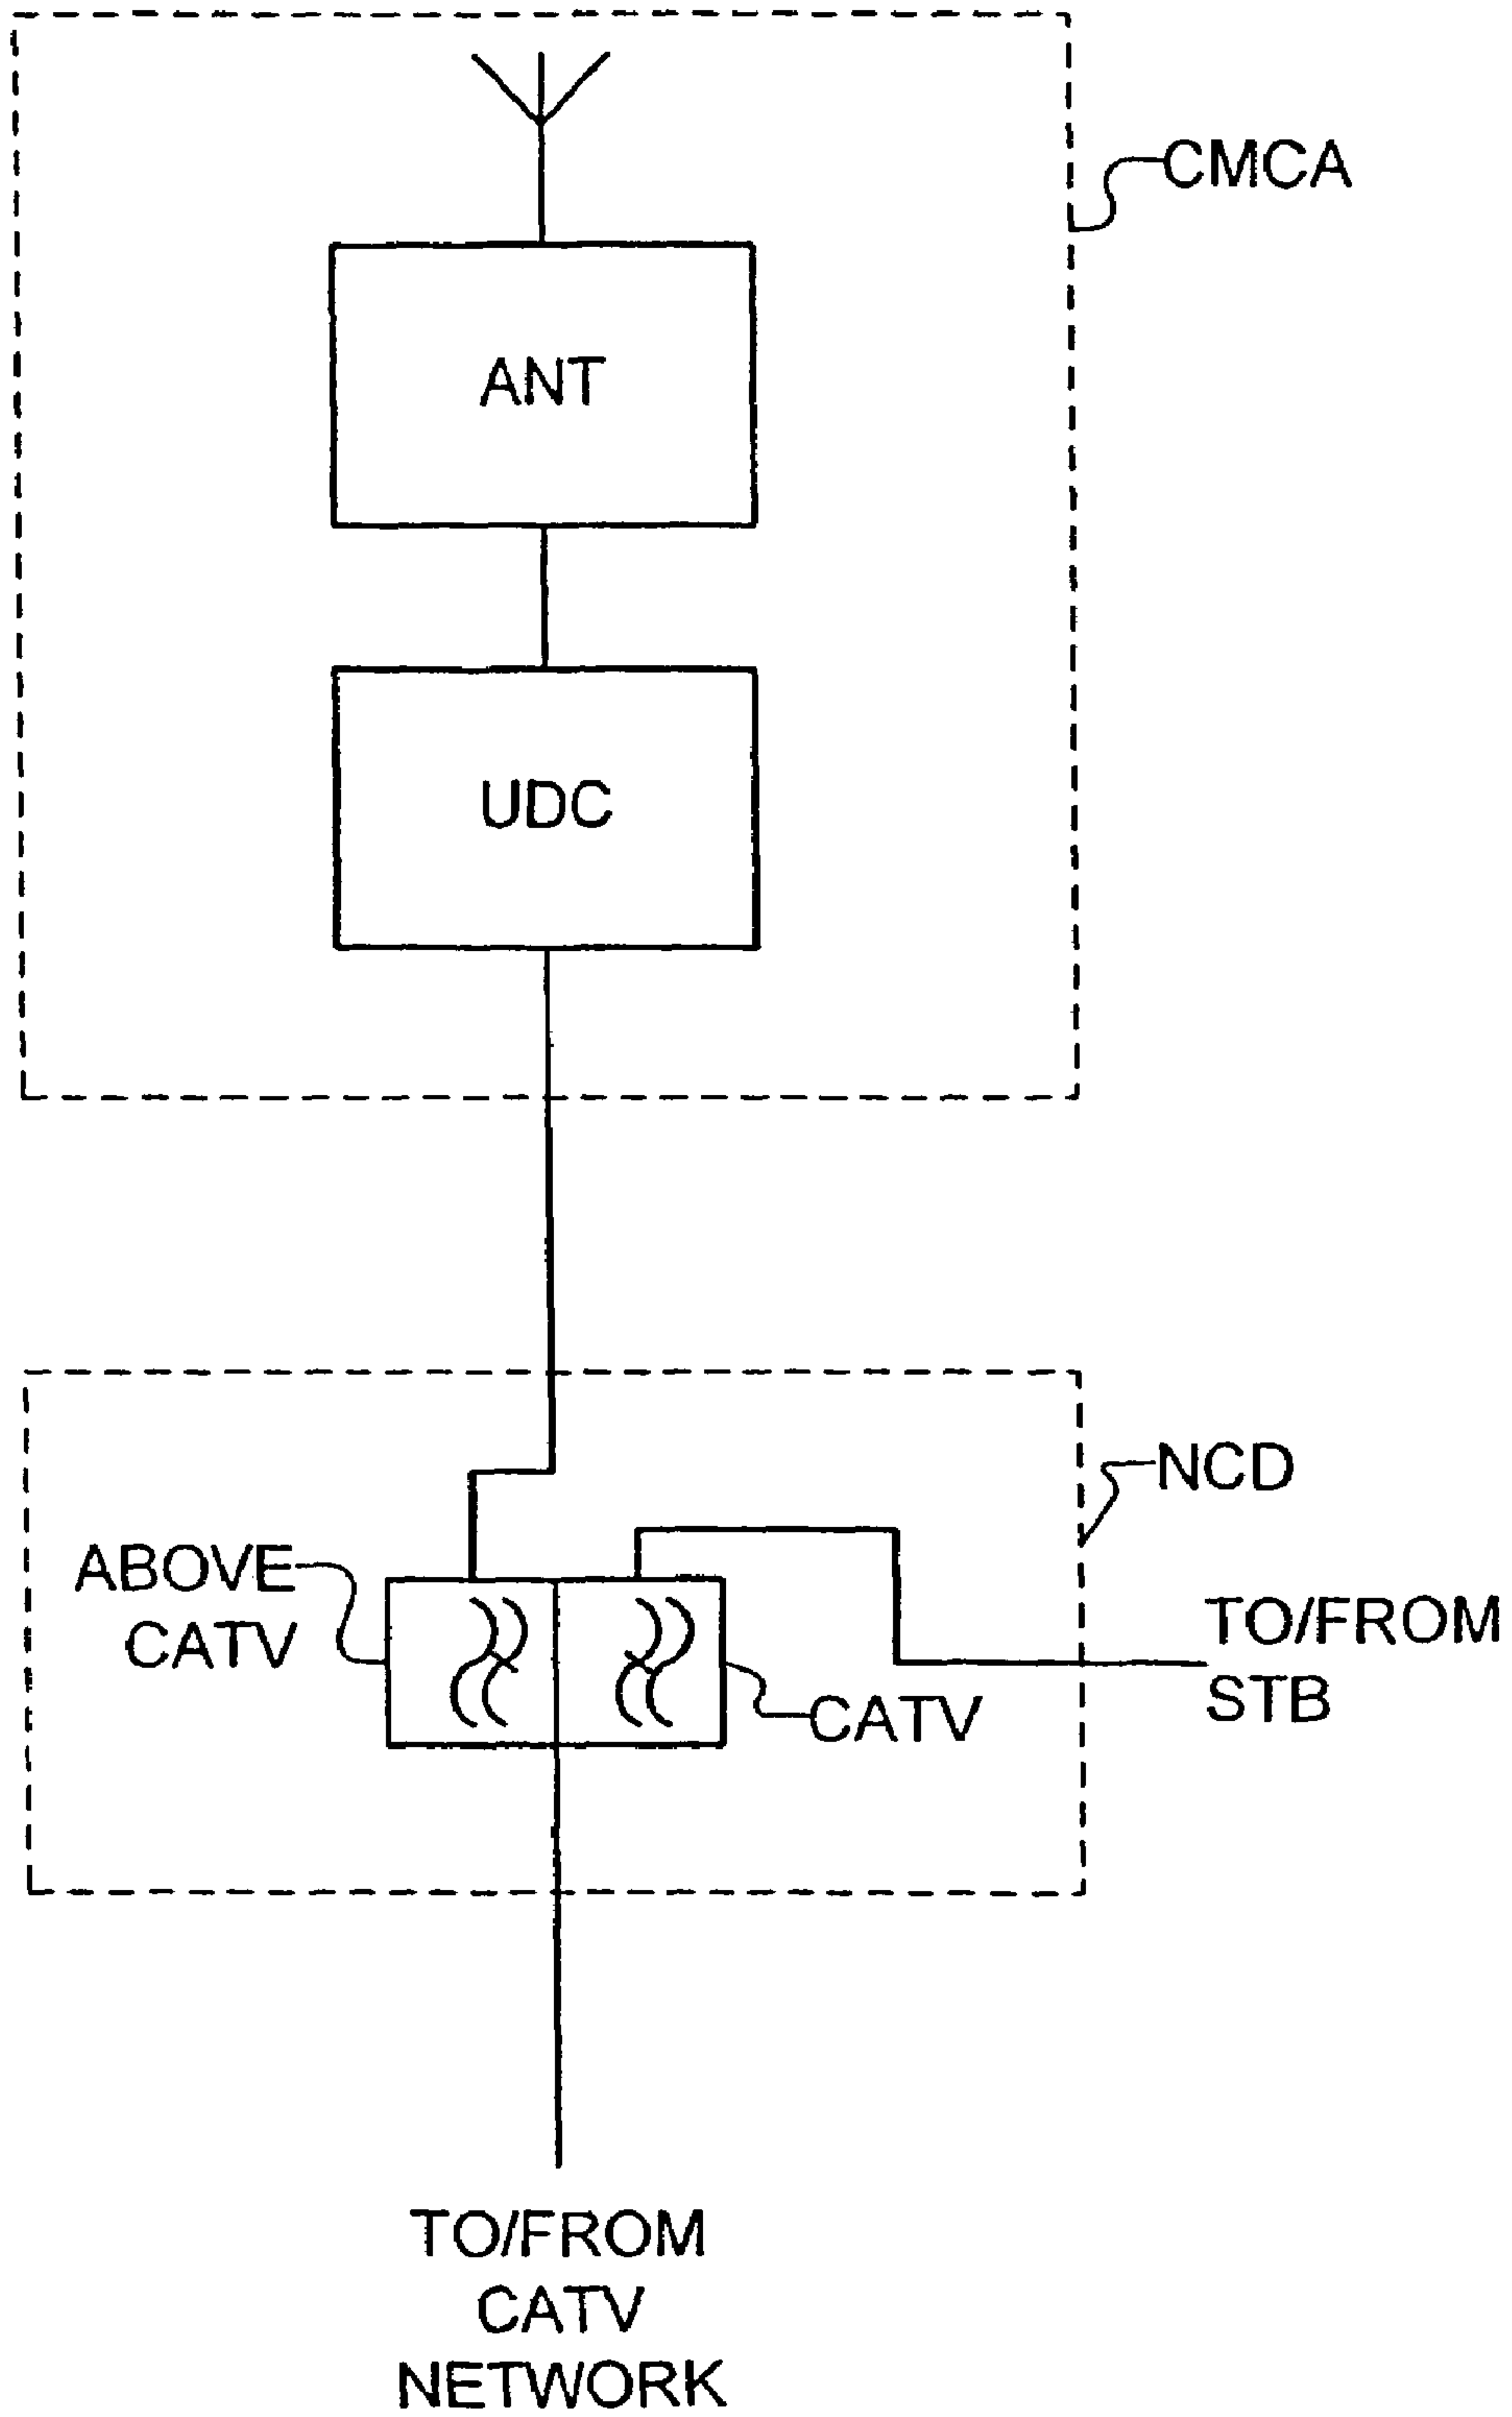 CMCA
ANT
UDC
NCD
ABOVE
CATV
TO/FROM
STB
CATV
TO/FROM
CATV
NETWORK